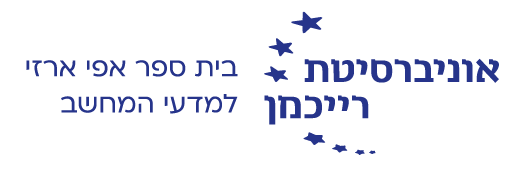 אוניברסיטת
רייכמן
בית ספר אפי ארזי
למדעי המחשב